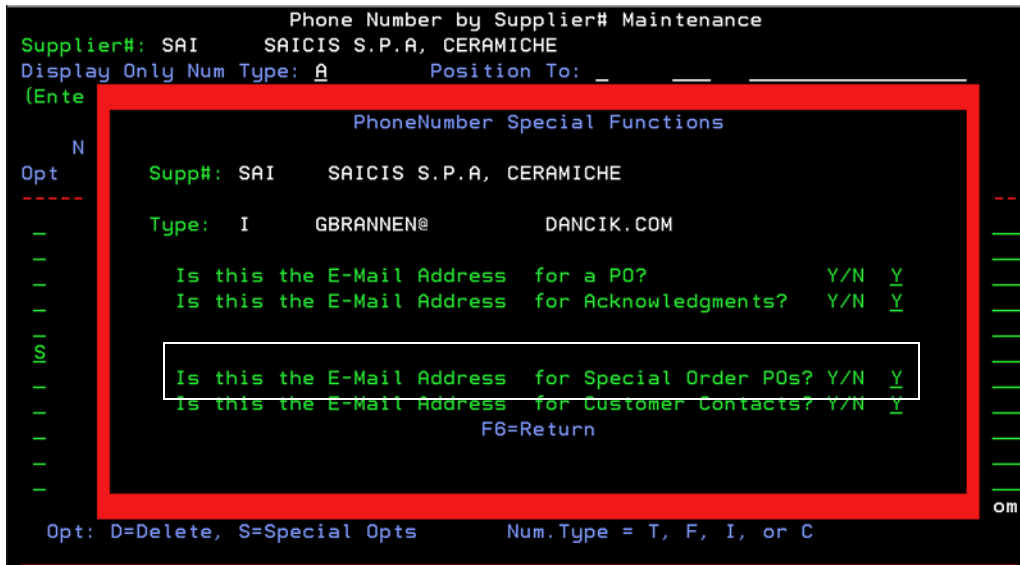 Phone Number by Supplier# Maintenance
Supplier#: SAI SAICIS S.P.A, CERAMICHE
Display Only Num Type: A Position To: _ ___ __________________
(Ente
PhoneNumber Special Functions
N
Opt Supp#: SAI SAICIS S.P.A, CERAMICHE
Type: I GBRANNEN@ DANCIK.COM
Is this the E-Mail Address for a PO? Y/N Y
Is this the E-Mail Address for Acknowledgments? Y/N Y
S
Is this the E-Mail Address for Special Order POs? Y/N Y
Is this the E-Mail Address for Customer Contacts? Y/N Y
F6=Return
om
Opt: D=Delete, S=Special Opts Num.Type = T, F, I, or C